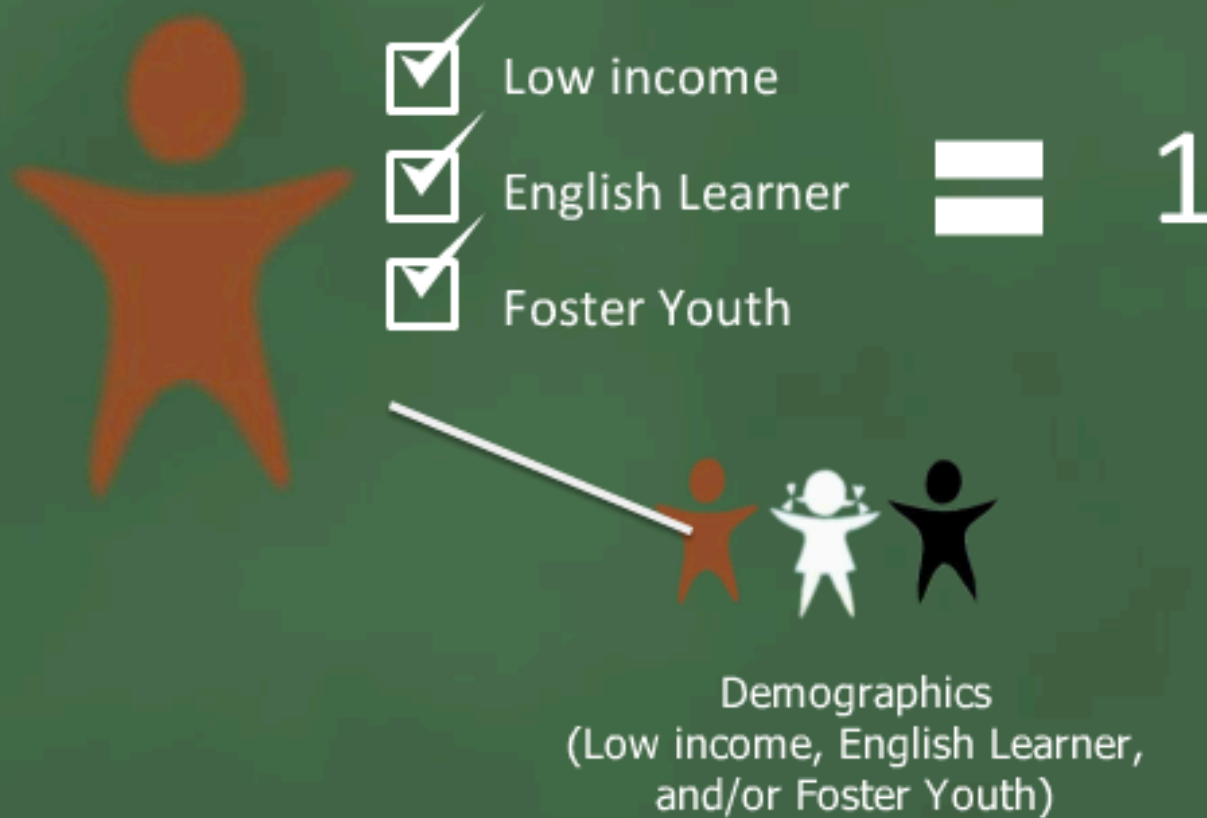 Low income
English Learner
= 1
Foster Youth
Demographics
(Low income, English Learner,
and/or Foster Youth)